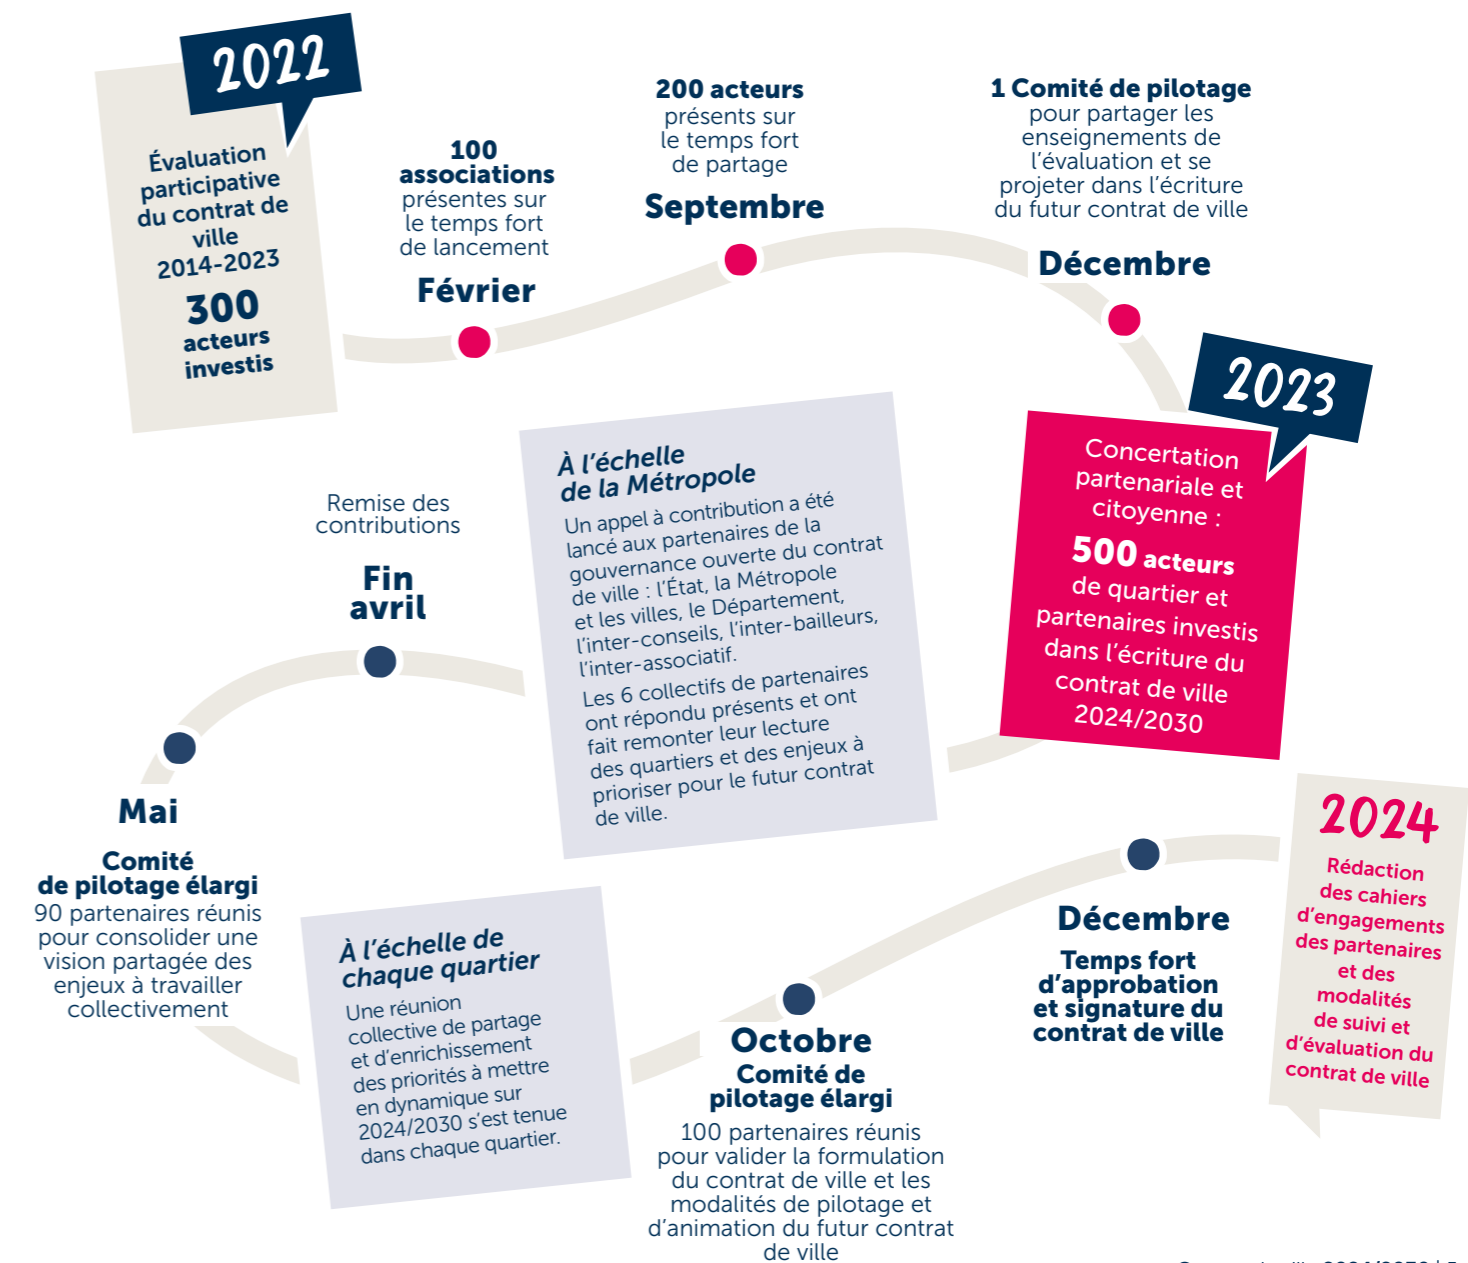 2022
Évaluation
participative
du contrat de
ville
2014-2023
300
acteurs
investis
100
associations
présentes sur
le temps fort
de lancement
Février
200 acteurs
présents sur
le temps fort
de partage
Septembre
1 Comité de pilotage
pour partager les
enseignements de
l’évaluation et se
projeter dans l’écriture
du futur contrat de ville
Décembre
2023
Concertation
partenariale et
citoyenne :
500 acteurs
de quartier et
partenaires investis
dans l’écriture du
contrat de ville
2024/2030
À l’échelle
de la Métropole
Un appel à contribution a été
lancé aux partenaires de la
gouvernance ouverte du contrat
de ville : l’État, la Métropole
et les villes, le Département,
l’inter-conseils, l’inter-bailleurs,
l’inter-associatif.
Les 6 collectifs de partenaires
ont répondu présents et ont
fait remonter leur lecture
des quartiers et des enjeux à
prioriser pour le futur contrat
de ville.
Remise des
contributions
Fin
avril
Mai
Comité
de pilotage élargi
90 partenaires réunis
pour consolider une
vision partagée des
enjeux à travailler
collectivement
À l’échelle de
chaque quartier
Une réunion
collective de partage
et d’enrichissement
des priorités à mettre
en dynamique sur
2024/2030 s’est tenue
dans chaque quartier.
Octobre
Comité de
pilotage élargi
100 partenaires réunis
pour valider la formulation
du contrat de ville et les
modalités de pilotage et
d’animation du futur contrat
de ville
Décembre
Temps fort
d’approbation
et signature du
contrat de ville
2024
Rédaction
des cahiers
d’engagements
des partenaires
et des
modalités
de suivi et
d’évaluation du
contrat de ville